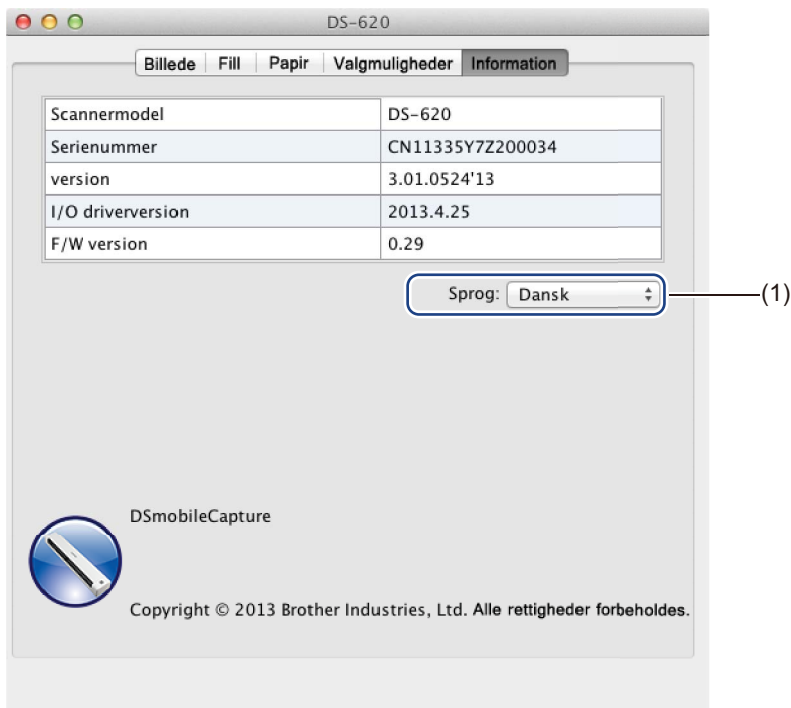 DS-620
Billede Fill Papir Valgmuligheder Information
Scannermodel DS-620
Serienummer CN11335Y7Z200034
version 3.01.0524'13
I/O driverversion 2013.4.25
F/W version 0.29
Sprog: Dansk (1)
DSmobileCapture
Copyright © 2013 Brother Industries, Ltd. Alle rettigheder forbeholdes.